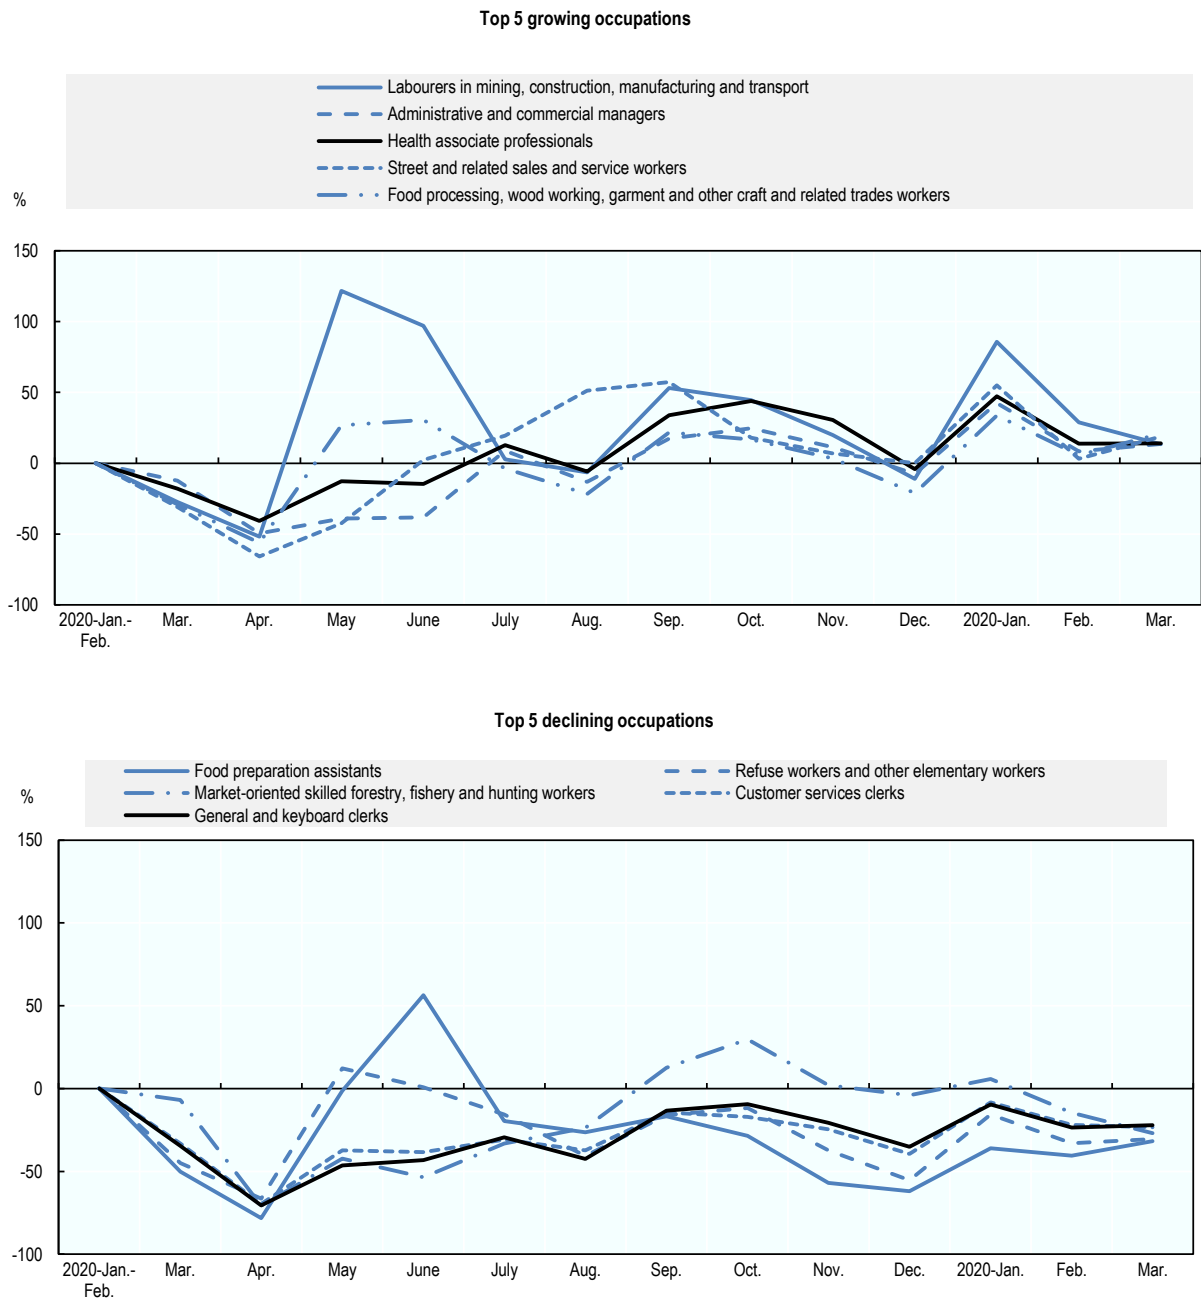 Top 5 growing occupations
Labourers in mining, construction, manufacturing and transport
Administrative and commercial managers
Health associate professionals
Street and related sales and service workers
Food processing, wood working, garment and other craft and related trades workers
%
150
100
50
0
-50
-100
2020-Jan.- Mar. Apr. May June July Aug. Sep. Oct. Nov. Dec. 2020-Jan. Feb. Mar.
Feb.
Top 5 declining occupations
Food preparation assistants Refuse workers and other elementary workers
Market-oriented skilled forestry, fishery and hunting workers Customer services clerks
General and keyboard clerks
%
150
100
50
0
-50
-100
2020-Jan.- Mar. Apr. May June July Aug. Sep. Oct. Nov. Dec. 2020-Jan. Feb. Mar.
Feb.